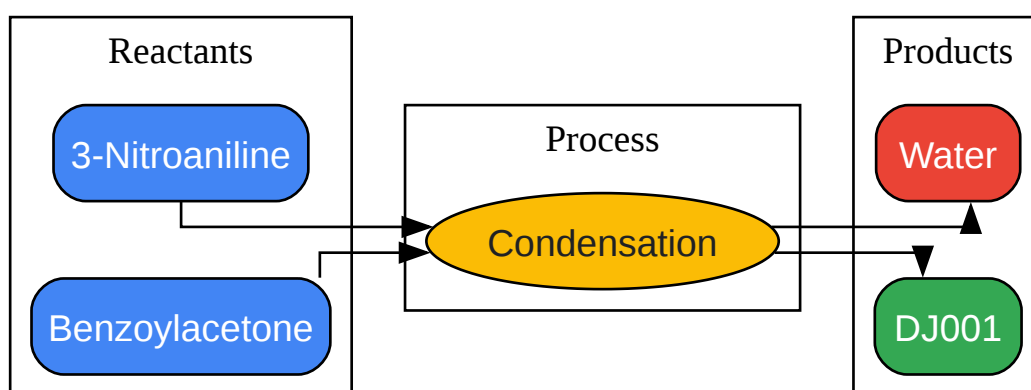 Reactants
3-Nitroaniline
Benzoylacetone
Process
Condensation
Products
Water
DJ001